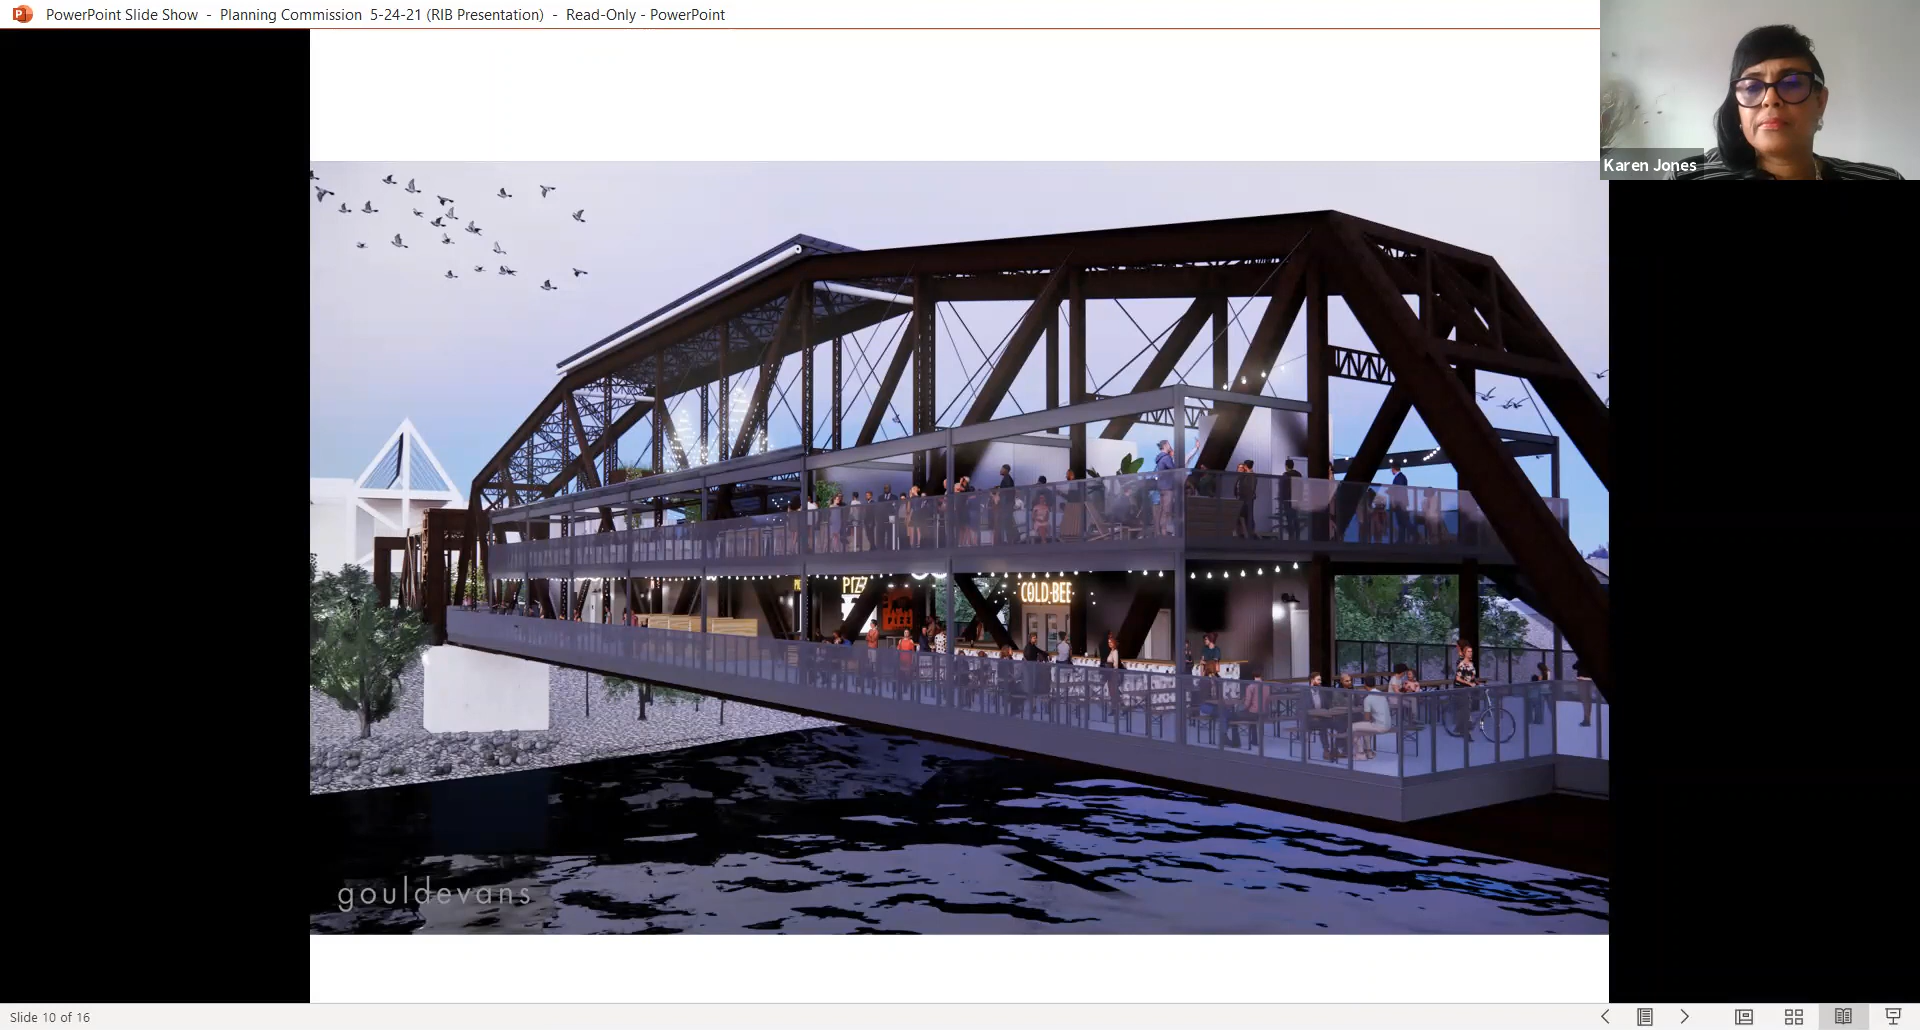 PowerPoint Slide Show - Planning Commission 5-24-21 (RIB Presentation) - Read-Only - PowerPoint
Karen Jones
PIZZ
COLD BEE
gouldevans
Slide 10 of 16